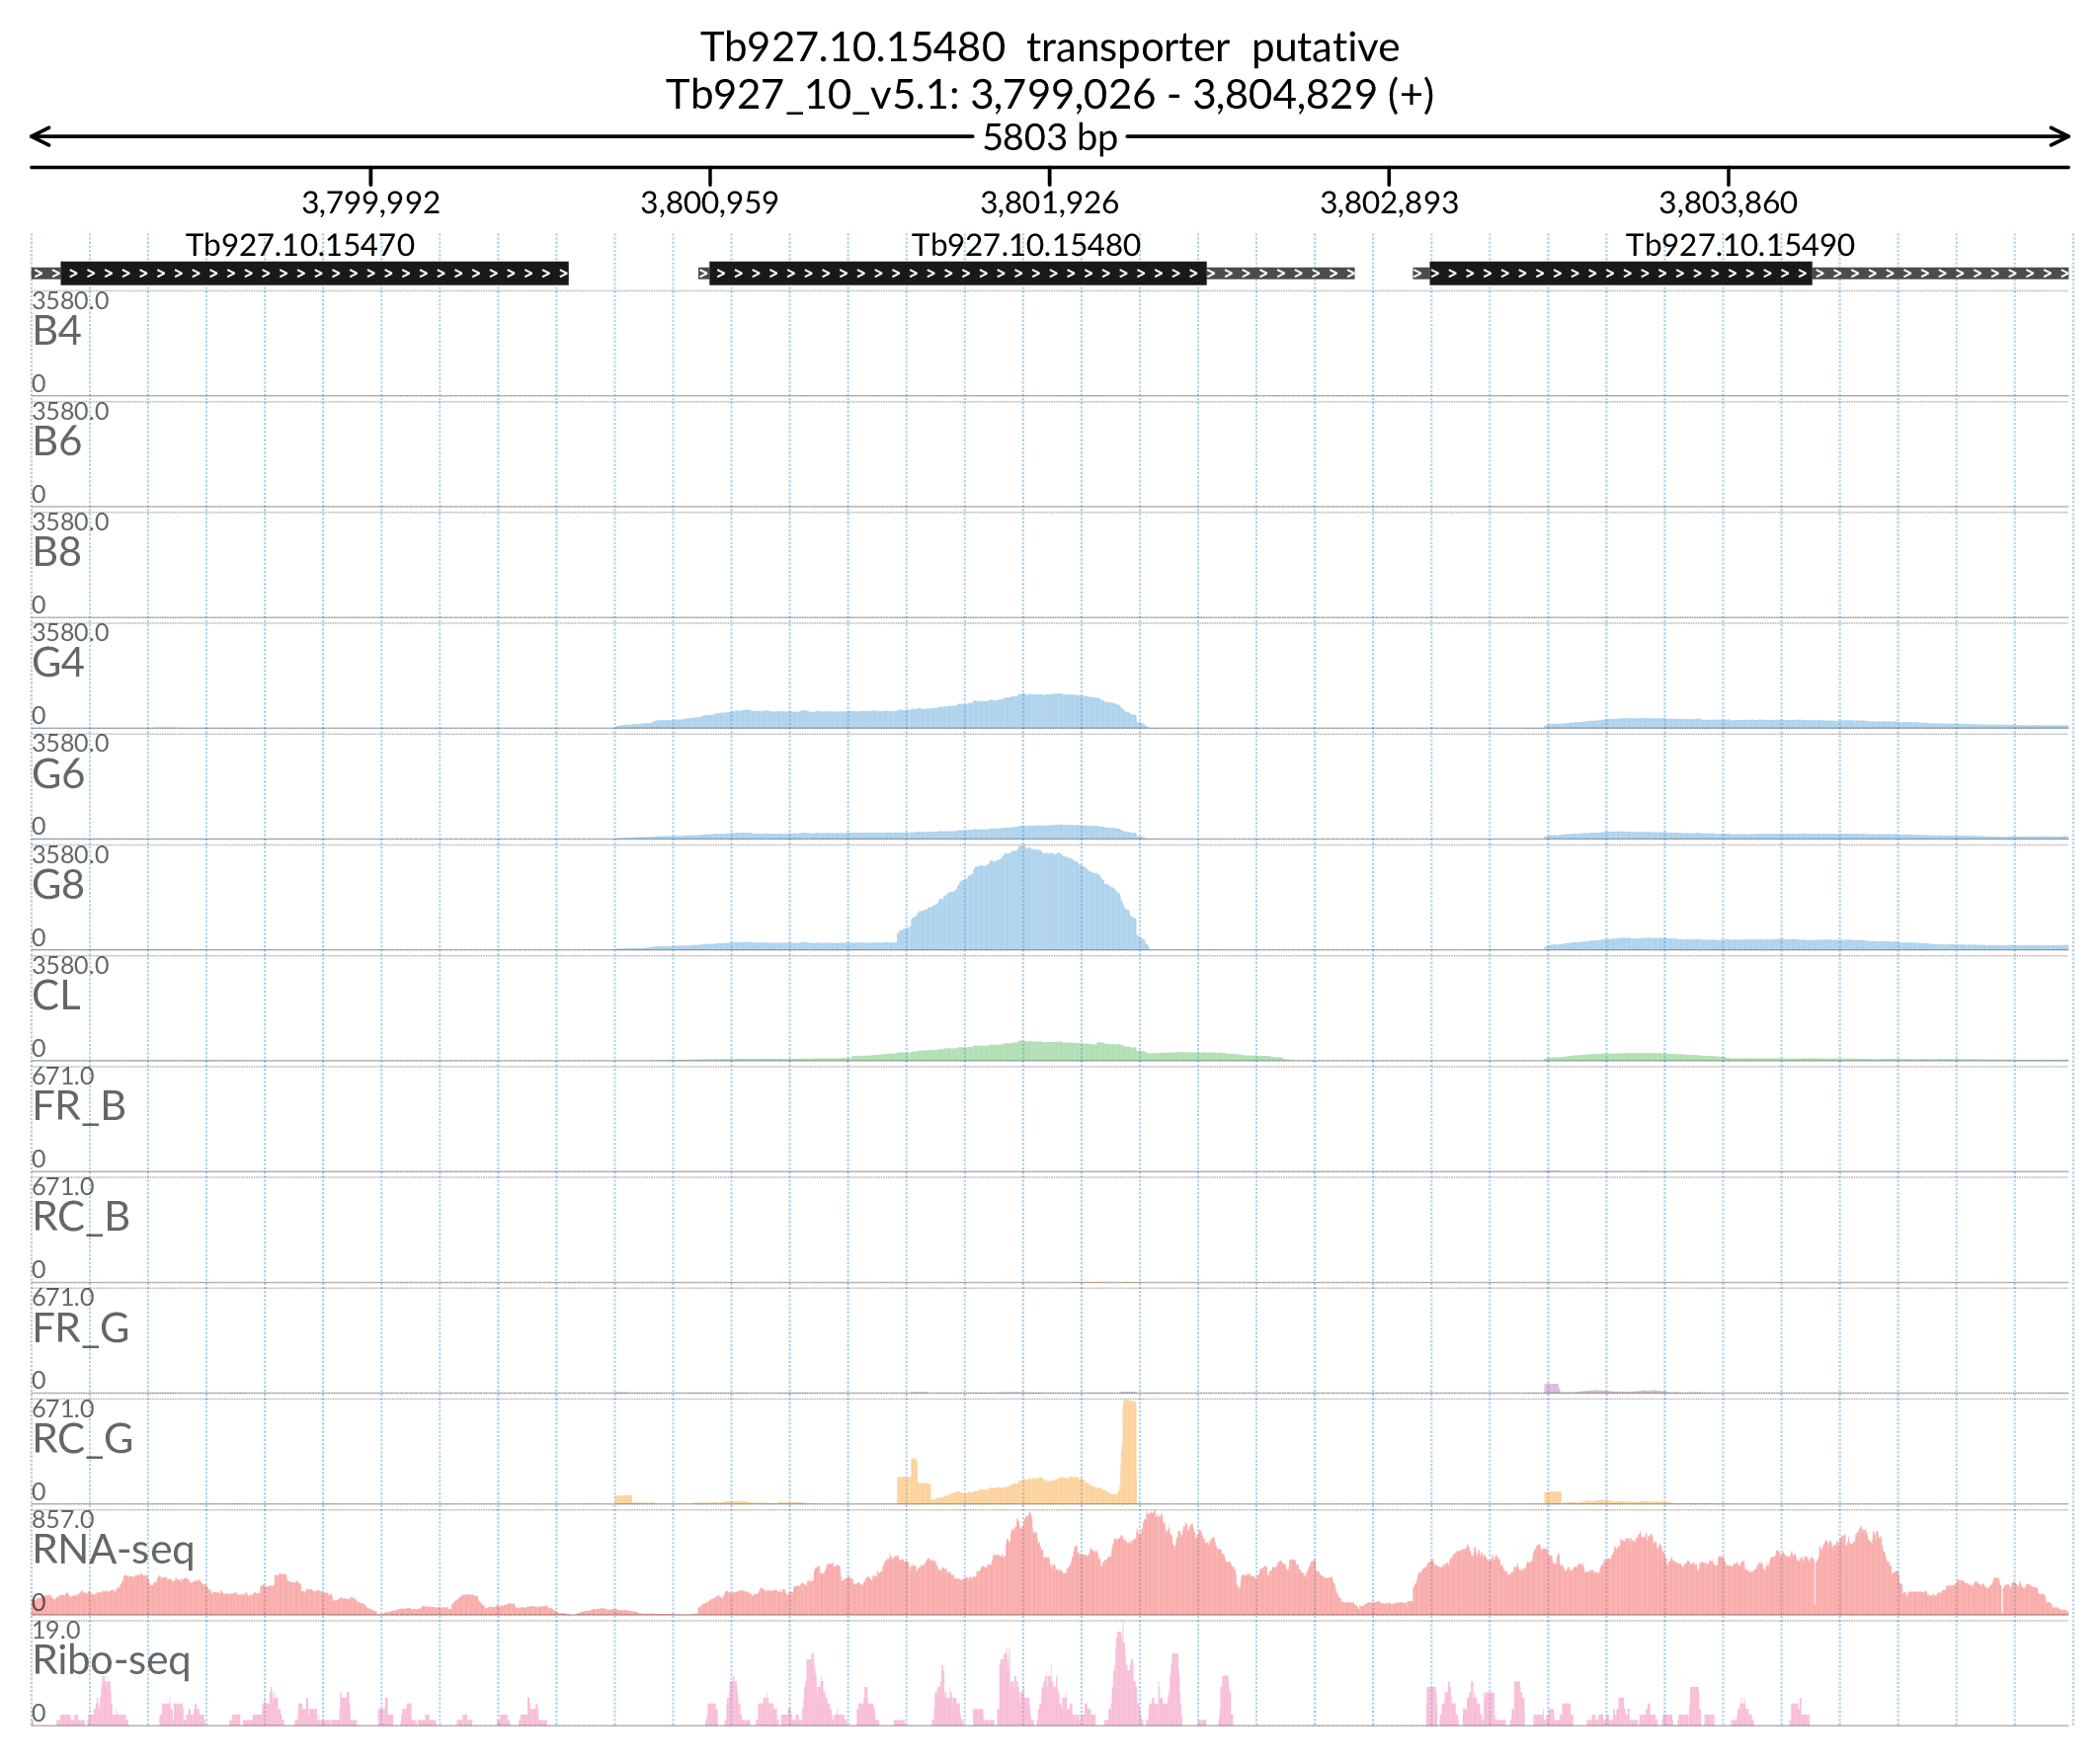 Tb927.10.15480 transporter putative
Tb927_10_v5.1: 3,799,026 - 3,804,829 (+)
5803 bp
3,799,992 3,800,959 3,801,926 3,802,893 3,803,860
Tb927.10.15470 Tb927.10.15480 Tb927.10.15490
3580.0
B4
0
3580.0
B6
0
3580.0
B8
0
3580.0
G4
0
3580.0
G6
0
3580.0
G8
0
3580.0
CL
0
671.0
FR_B
0
671.0
RC_B
0
671.0
FR_G
0
671.0
RC_G
0
857.0
RNA-seq
0
19.0
Ribo-seq
0